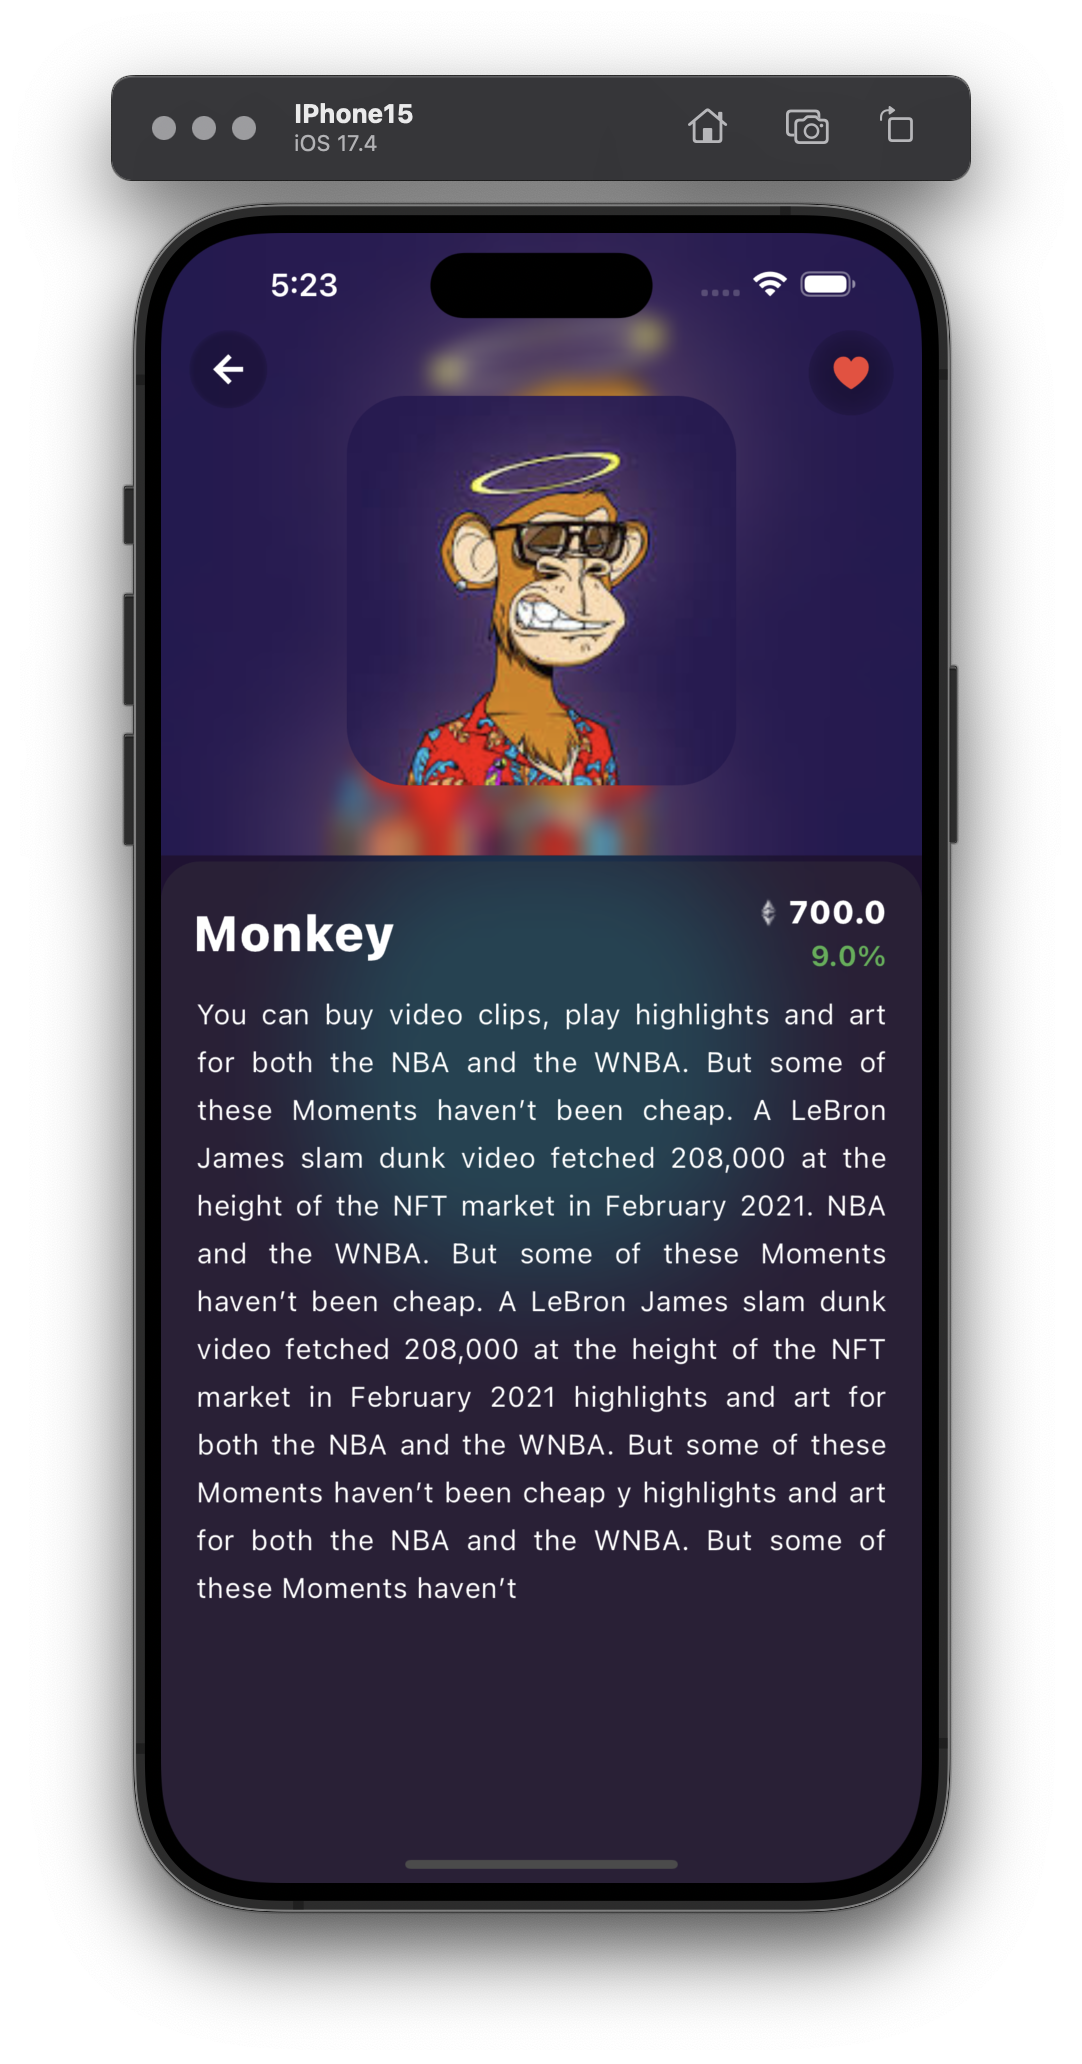 IPhone15
iOS 17.4
5:23
Monkey
700.0
9.0%
You can buy video clips, play highlights and art
for both the NBA and the WNBA. But some of
these Moments haven’t been cheap. A LeBron
James slam dunk video fetched 208,000 at the
height of the NFT market in February 2021. NBA
and the WNBA. But some of these Moments
haven’t been cheap. A LeBron James slam dunk
video fetched 208,000 at the height of the NFT
market in February 2021 highlights and art for
both the NBA and the WNBA. But some of these
Moments haven’t been cheap y highlights and art
for both the NBA and the WNBA. But some of
these Moments haven’t